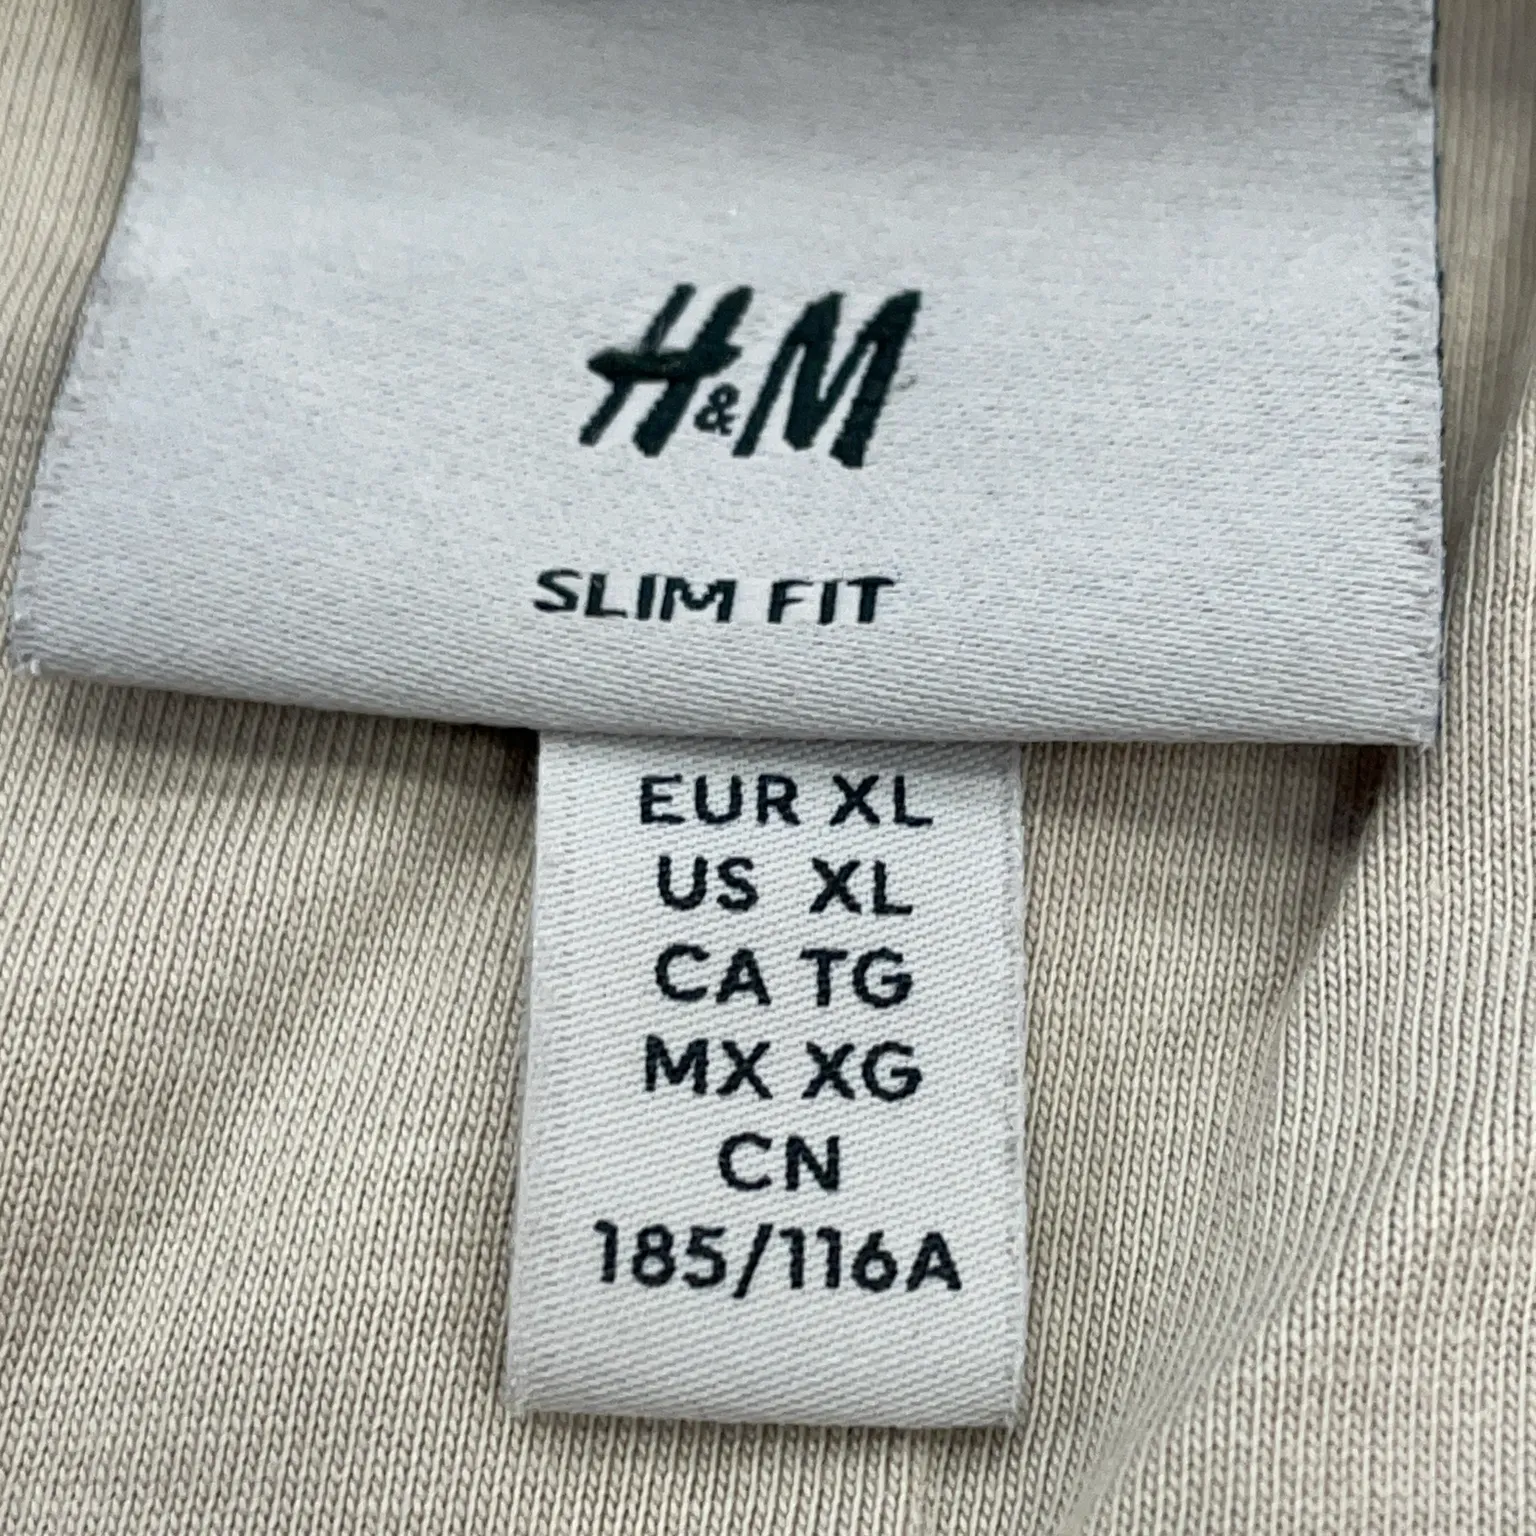 H&M
SLIM FIT
EUR XL
US XL
CA TG
MX XG
CN
185/116A